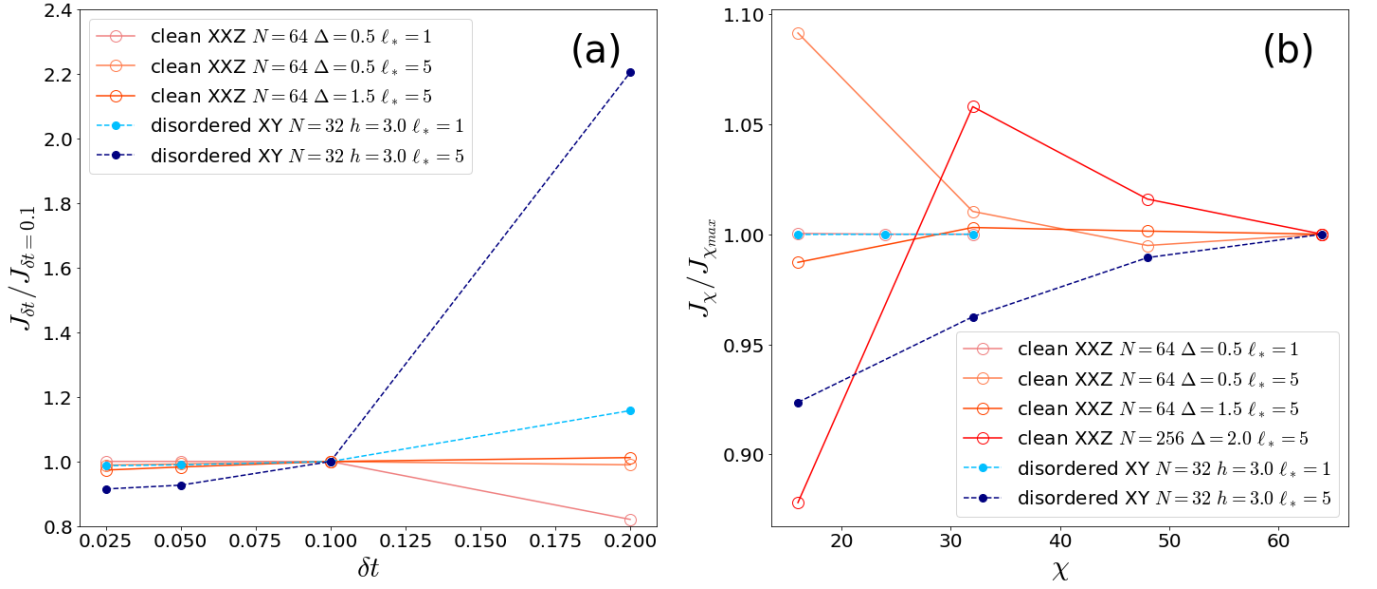 (a)
clean XXZ N = 64 Δ = 0.5 ℓ* = 1
clean XXZ N = 64 Δ = 0.5 ℓ* = 5
clean XXZ N = 64 Δ = 1.5 ℓ* = 5
disordered XY N = 32 h = 3.0 ℓ* = 1
disordered XY N = 32 h = 3.0 ℓ* = 5
J_δt / J_δt=0.1
2.4
2.2
2.0
1.8
1.6
1.4
1.2
1.0
0.8
0.025 0.050 0.075 0.100 0.125 0.150 0.175 0.200
δt
(b)
J_χ / J_χmax
1.10
1.05
1.00
0.95
0.90
clean XXZ N = 64 Δ = 0.5 ℓ* = 1
clean XXZ N = 64 Δ = 0.5 ℓ* = 5
clean XXZ N = 64 Δ = 1.5 ℓ* = 5
clean XXZ N = 256 Δ = 2.0 ℓ* = 5
disordered XY N = 32 h = 3.0 ℓ* = 1
disordered XY N = 32 h = 3.0 ℓ* = 5
20 30 40 50 60
χ